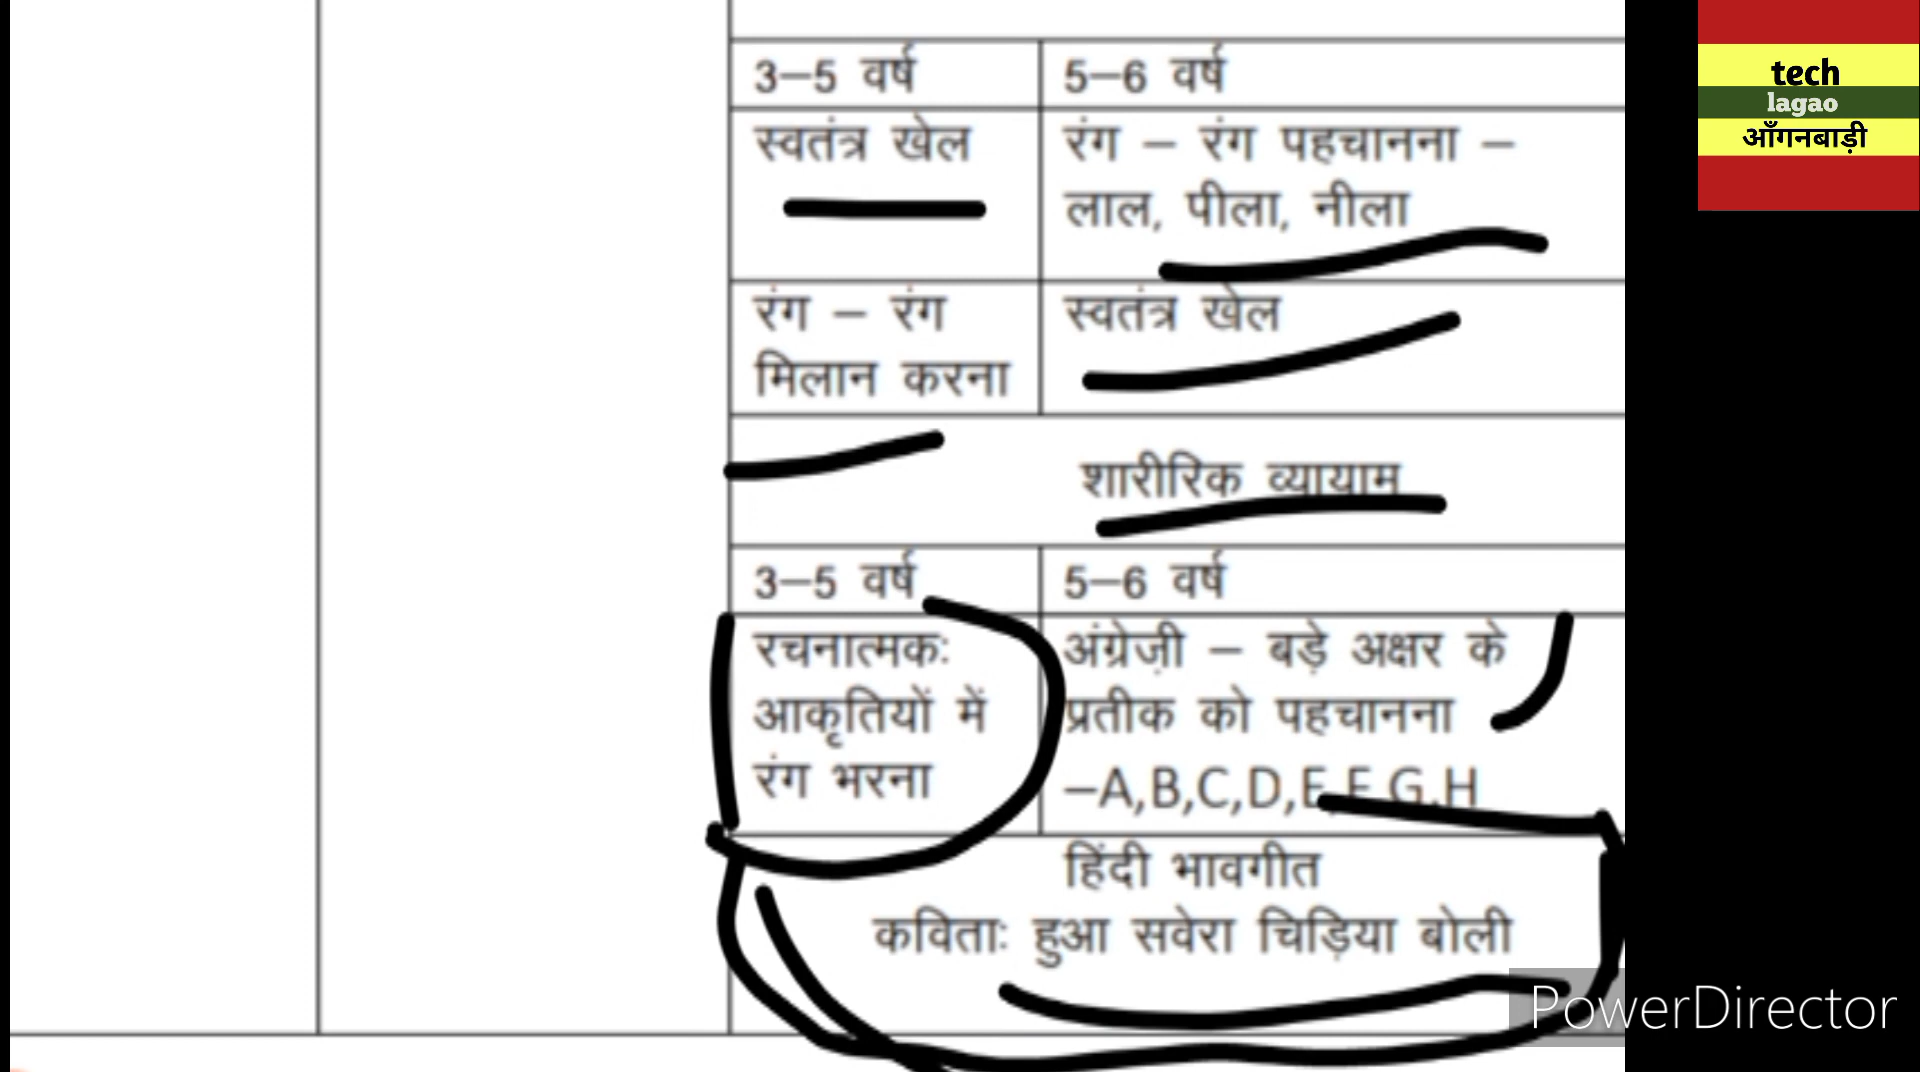 3–5 वर्ष
5–6 वर्ष
स्वतंत्र खेल
रंग – रंग पहचानना –
लाल, पीला, नीला
रंग – रंग
मिलान करना
स्वतंत्र खेल
शारीरिक व्यायाम
3–5 वर्ष
5–6 वर्ष
रचनात्मकः
आकृतियों में
रंग भरना
अंग्रेज़ी – बड़े अक्षर के
प्रतीक को पहचानना
–A,B,C,D,E,F,G,H
हिंदी भावगीत
कविताः हुआ सवेरा चिड़िया बोली
tech
lagao
आँगनबाड़ी
PowerDirector